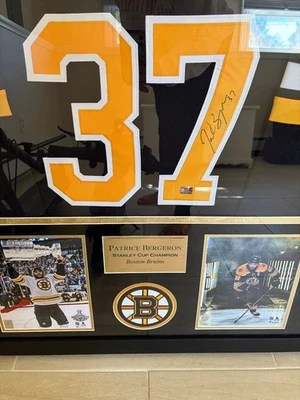 37
PATRICE BERGERON
STANLEY CUP CHAMPION
Boston Bruins
B